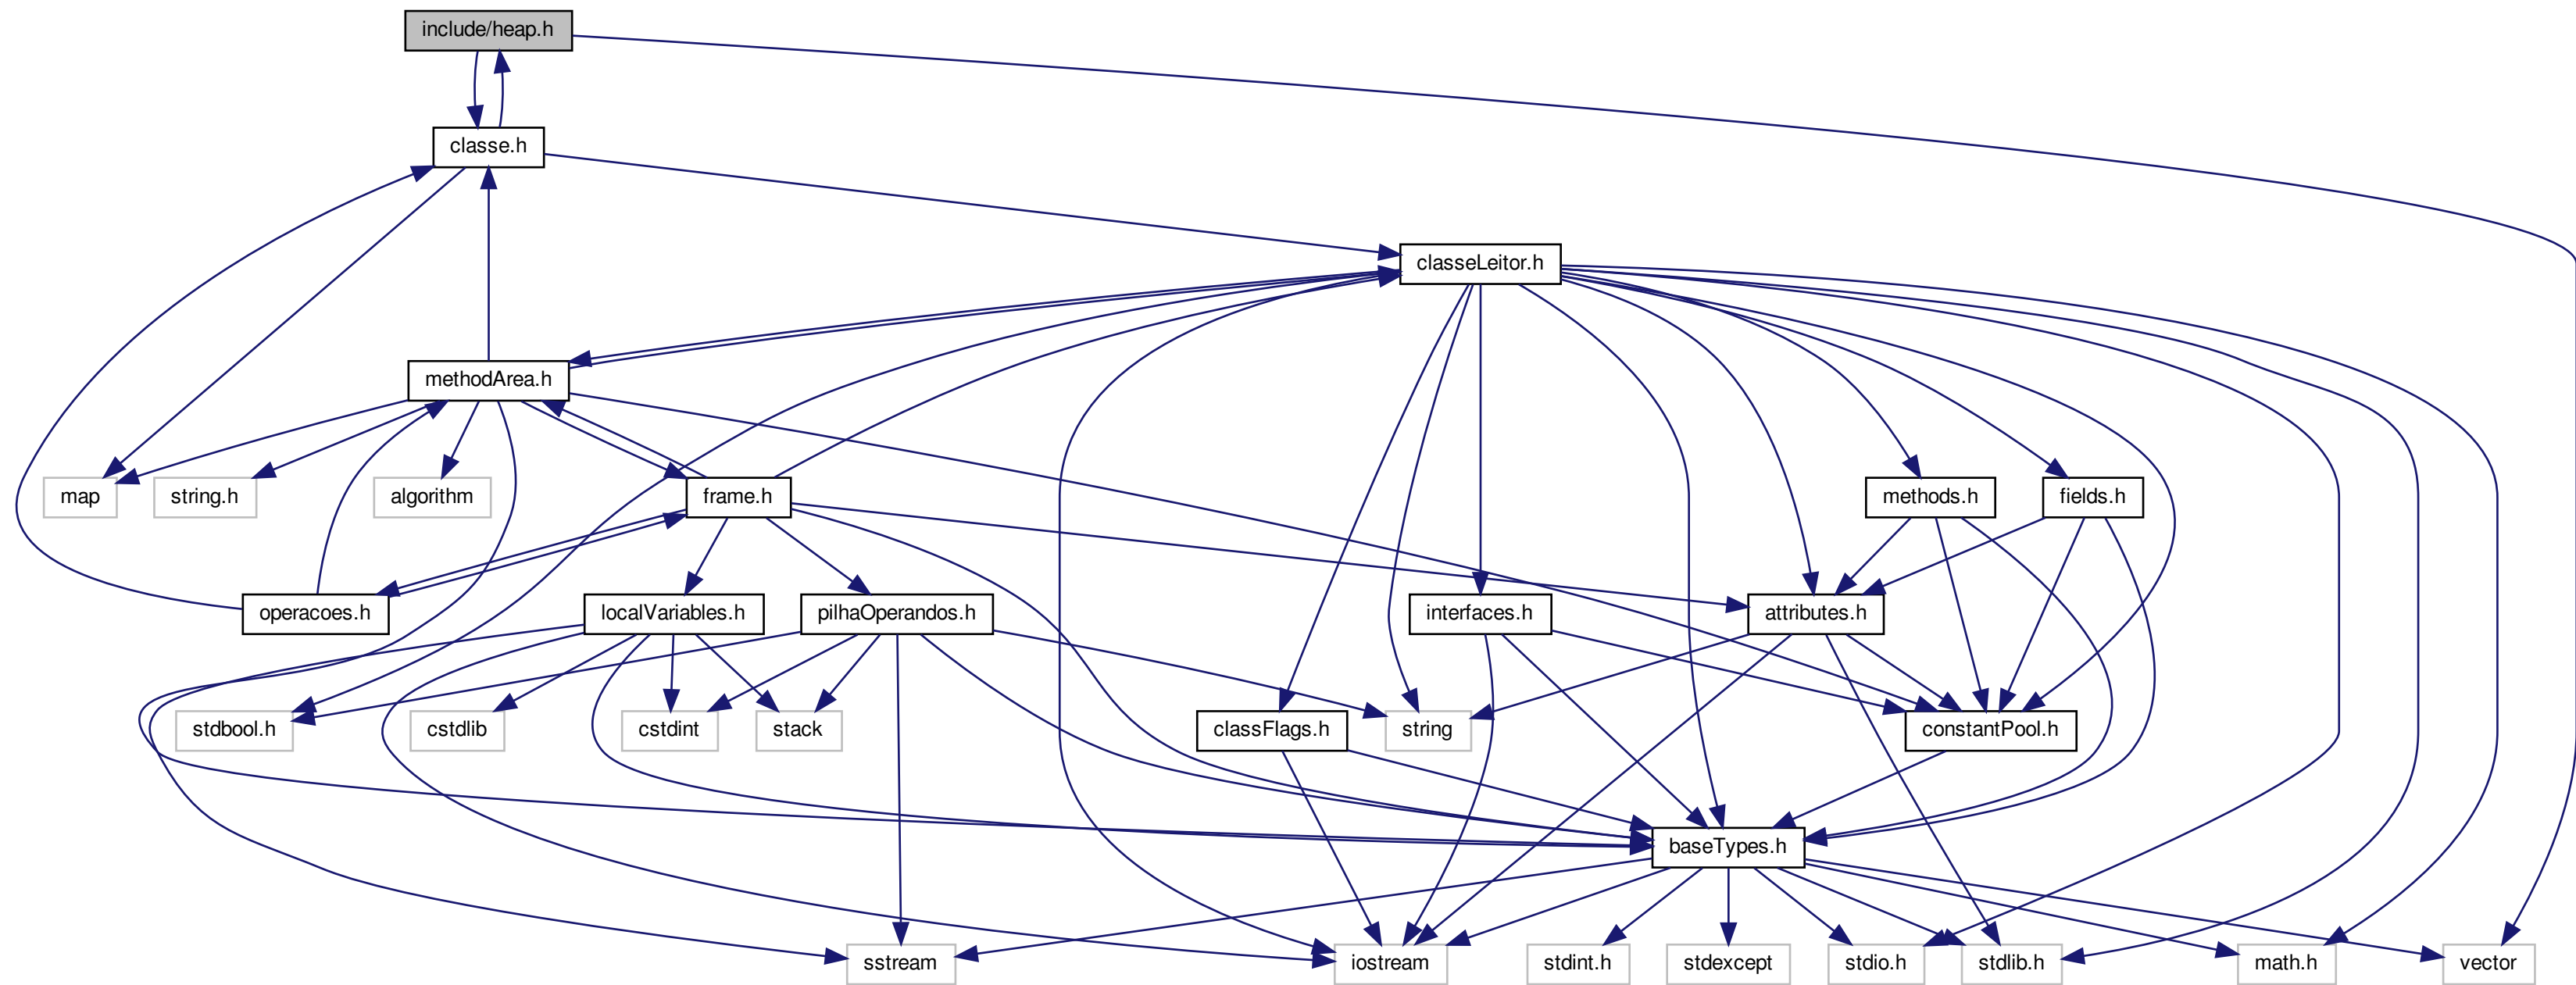 include/heap.h
classe.h
classeLeitor.h
methodArea.h
map
string.h
algorithm
frame.h
methods.h
fields.h
operacoes.h
localVariables.h
pilhaOperandos.h
interfaces.h
attributes.h
stdbool.h
cstdlib
cstdint
stack
classFlags.h
string
constantPool.h
baseTypes.h
sstream
iostream
stdint.h
stdexcept
stdio.h
stdlib.h
math.h
vector